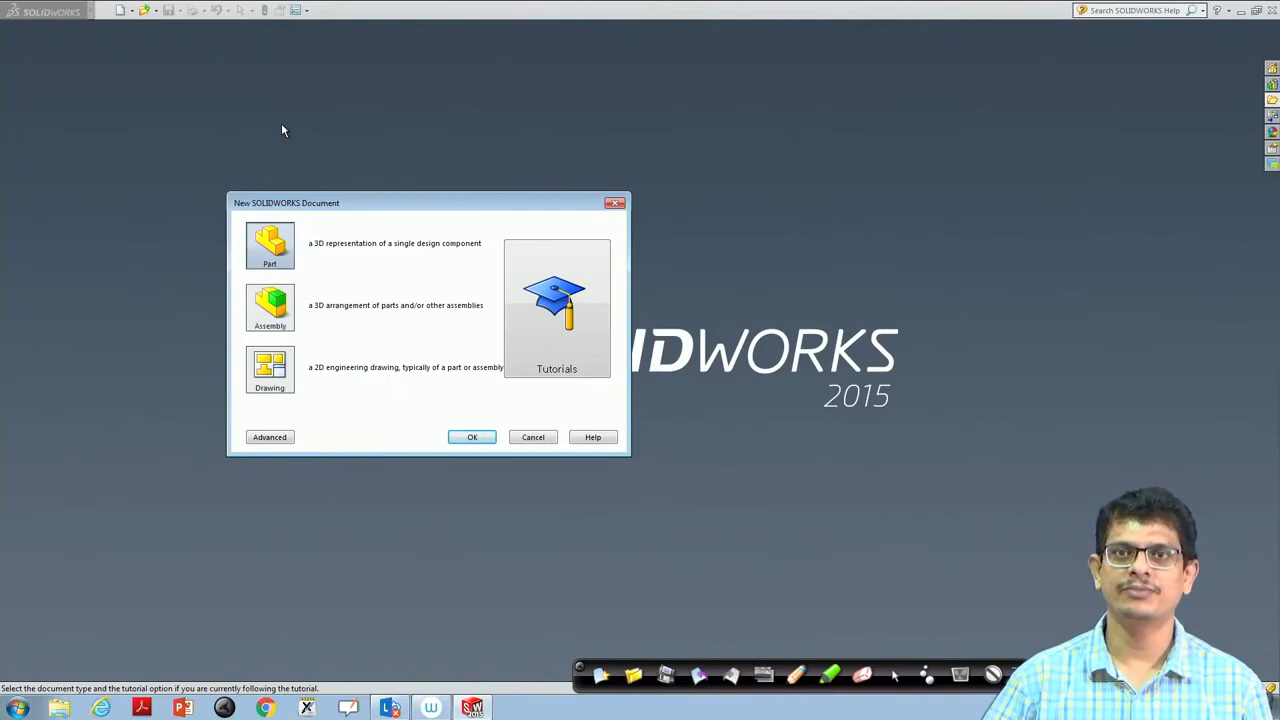 SOLIDWORKS
Search SOLIDWORKS Help
New SOLIDWORKS Document
Part
a 3D representation of a single design component
Assembly
a 3D arrangement of parts and/or other assemblies
Drawing
a 2D engineering drawing, typically of a part or assembly
Tutorials
Advanced
OK
Cancel
Help
IDWORKS
2015
Select the document type and the tutorial option if you are currently following the tutorial.